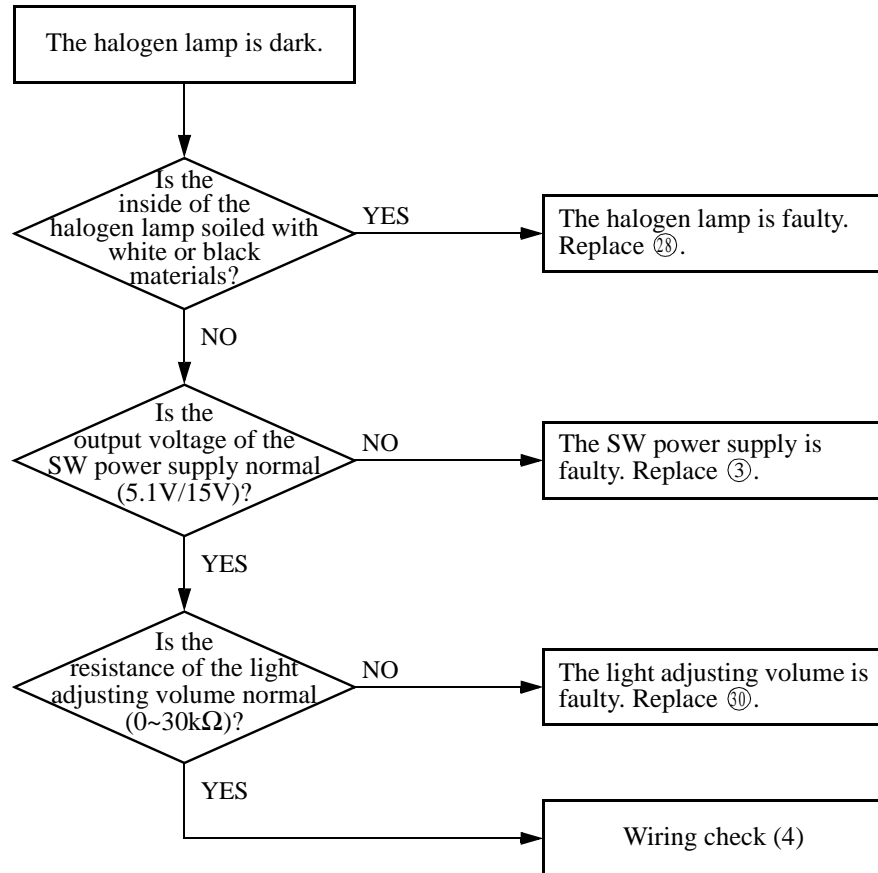 The halogen lamp is dark.
Is the
inside of the
halogen lamp soiled with
white or black
materials?
YES
The halogen lamp is faulty.
Replace ㉘.
NO
Is the
output voltage of the
SW power supply normal
(5.1V/15V)?
NO
The SW power supply is
faulty. Replace ③.
YES
Is the
resistance of the light
adjusting volume normal
(0~30kΩ)?
NO
The light adjusting volume is
faulty. Replace ㉚.
YES
Wiring check (4)